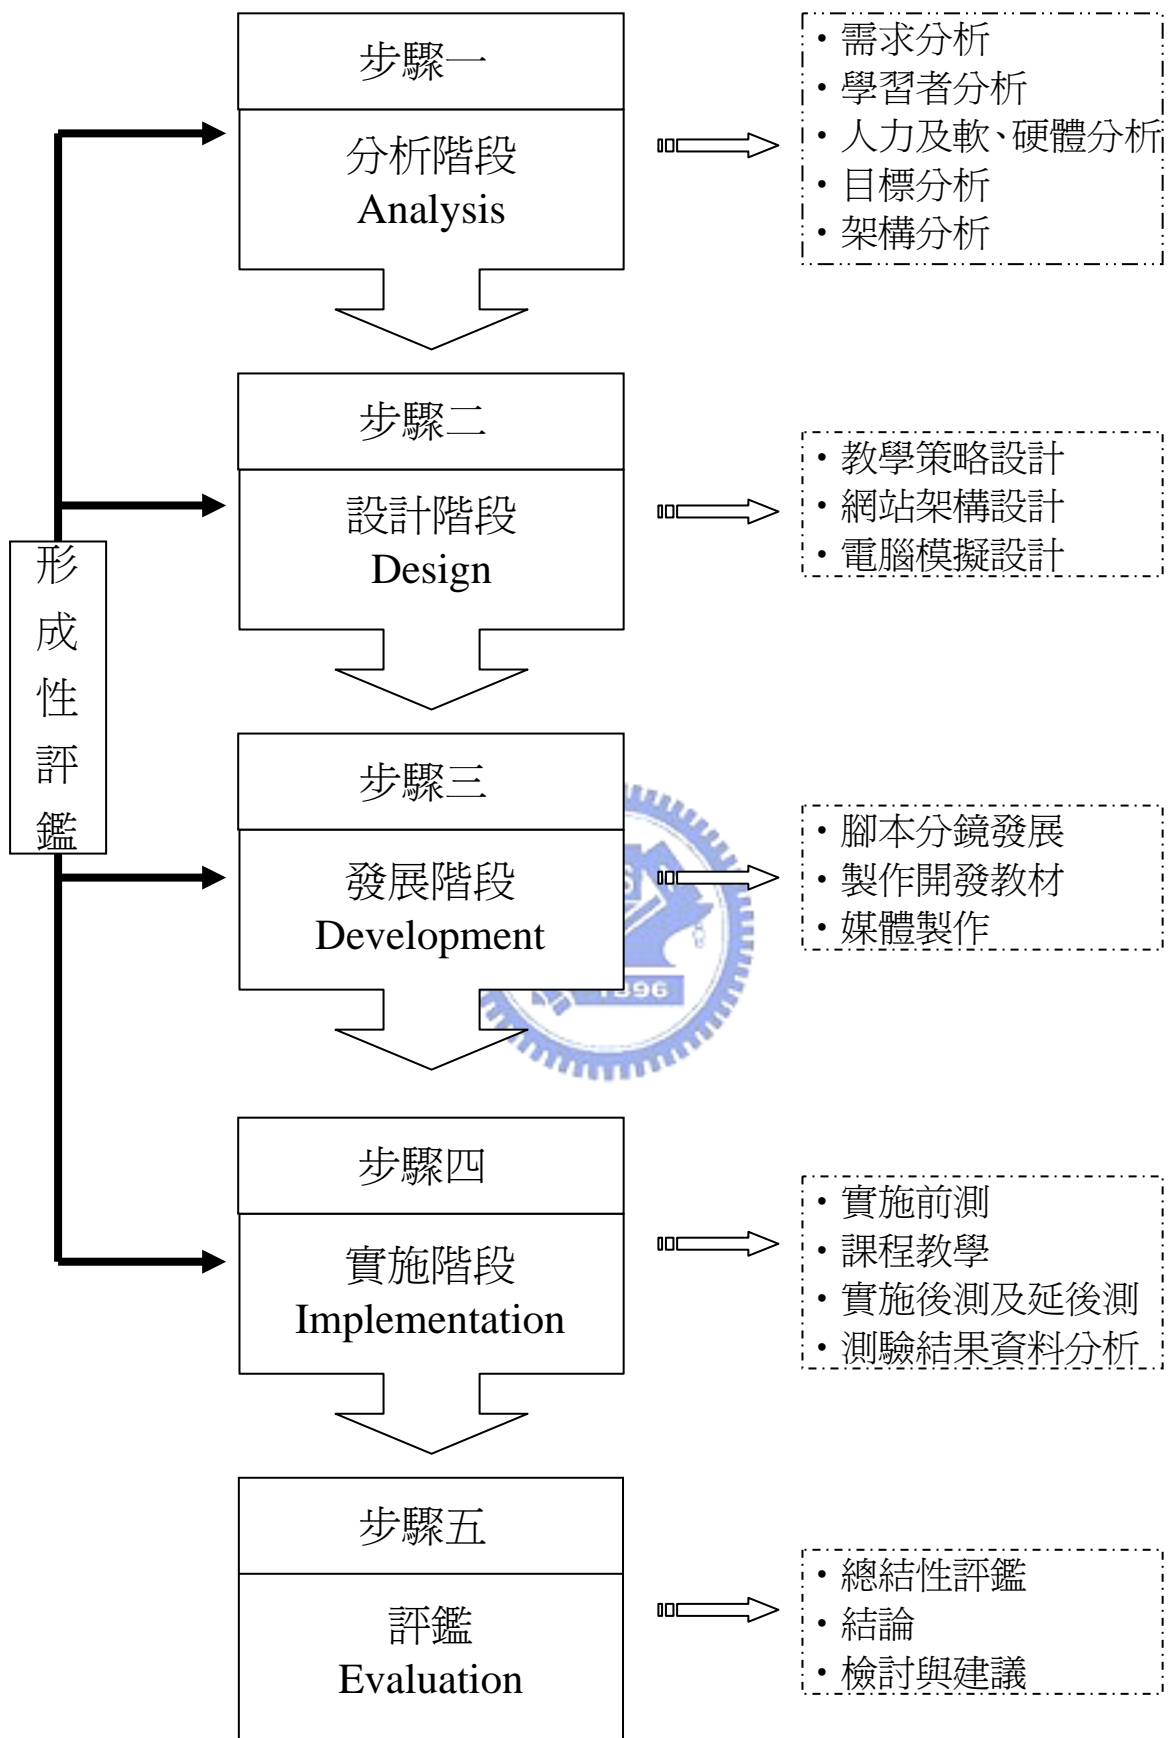 步驟一
分析階段
Analysis
・需求分析
・學習者分析
・人力及軟、硬體分析
・目標分析
・架構分析
步驟二
設計階段
Design
・教學策略設計
・網站架構設計
・電腦模擬設計
形成性評鑑
步驟三
發展階段
Development
・腳本分鏡發展
・製作開發教材
・媒體製作
1896
步驟四
實施階段
Implementation
・實施前測
・課程教學
・實施後測及延後測
・測驗結果資料分析
步驟五
評鑑
Evaluation
・總結性評鑑
・結論
・檢討與建議